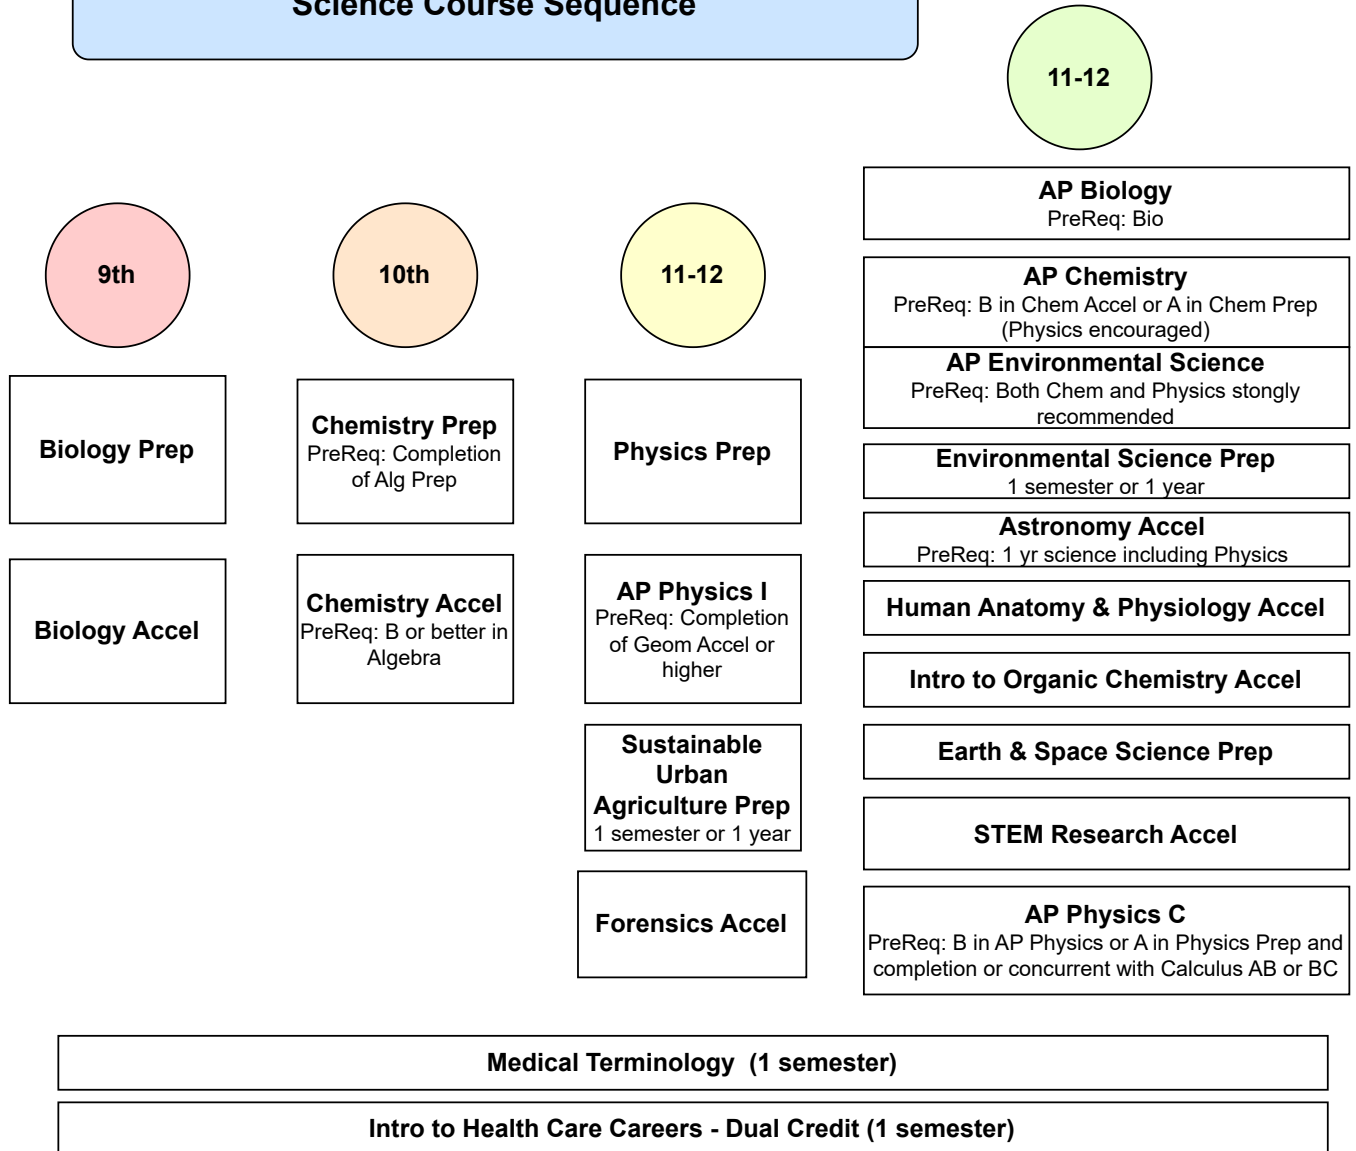 Science Course Sequence
11-12
AP Biology
PreReq: Bio
9th
10th
11-12
AP Chemistry
PreReq: B in Chem Accel or A in Chem Prep
(Physics encouraged)
AP Environmental Science
PreReq: Both Chem and Physics stongly
recommended
Biology Prep
Chemistry Prep
PreReq: Completion
of Alg Prep
Physics Prep
Environmental Science Prep
1 semester or 1 year
Astronomy Accel
PreReq: 1 yr science including Physics
Biology Accel
Chemistry Accel
PreReq: B or better in
Algebra
AP Physics I
PreReq: Completion
of Geom Accel or
higher
Human Anatomy & Physiology Accel
Intro to Organic Chemistry Accel
Sustainable
Urban
Agriculture Prep
1 semester or 1 year
Earth & Space Science Prep
STEM Research Accel
Forensics Accel
AP Physics C
PreReq: B in AP Physics or A in Physics Prep and
completion or concurrent with Calculus AB or BC
Medical Terminology  (1 semester)
Intro to Health Care Careers - Dual Credit (1 semester)